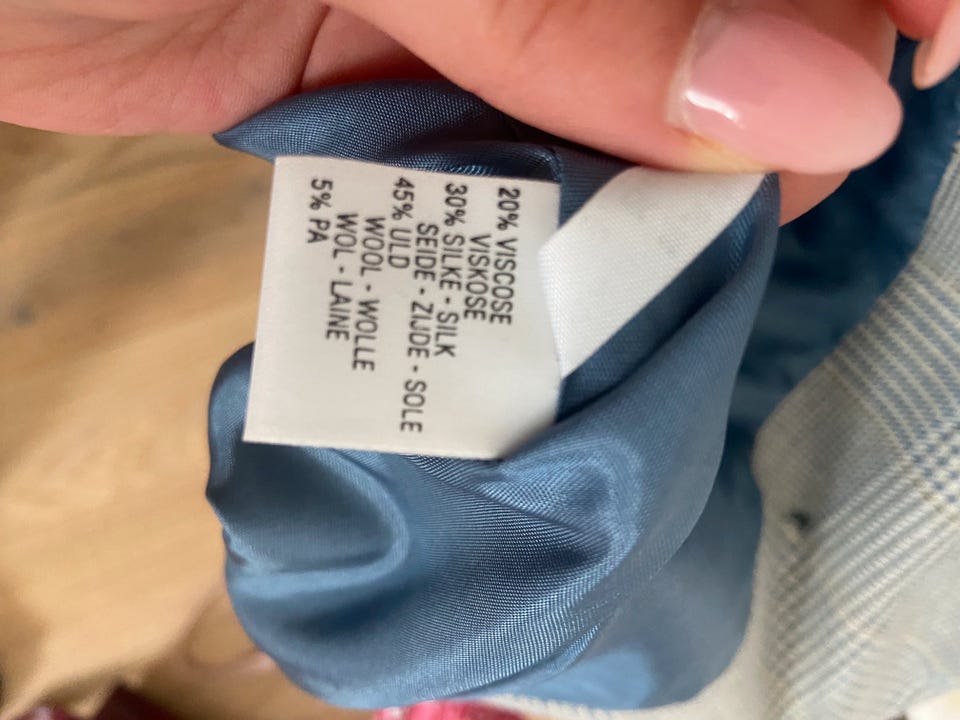 20% VISCOSE
VISKOSE
30% SILKE - SILK
SEIDE - ZIJDE - SOLE
45% ULD
WOOL - WOLLE
WOL - LAINE
5% PA